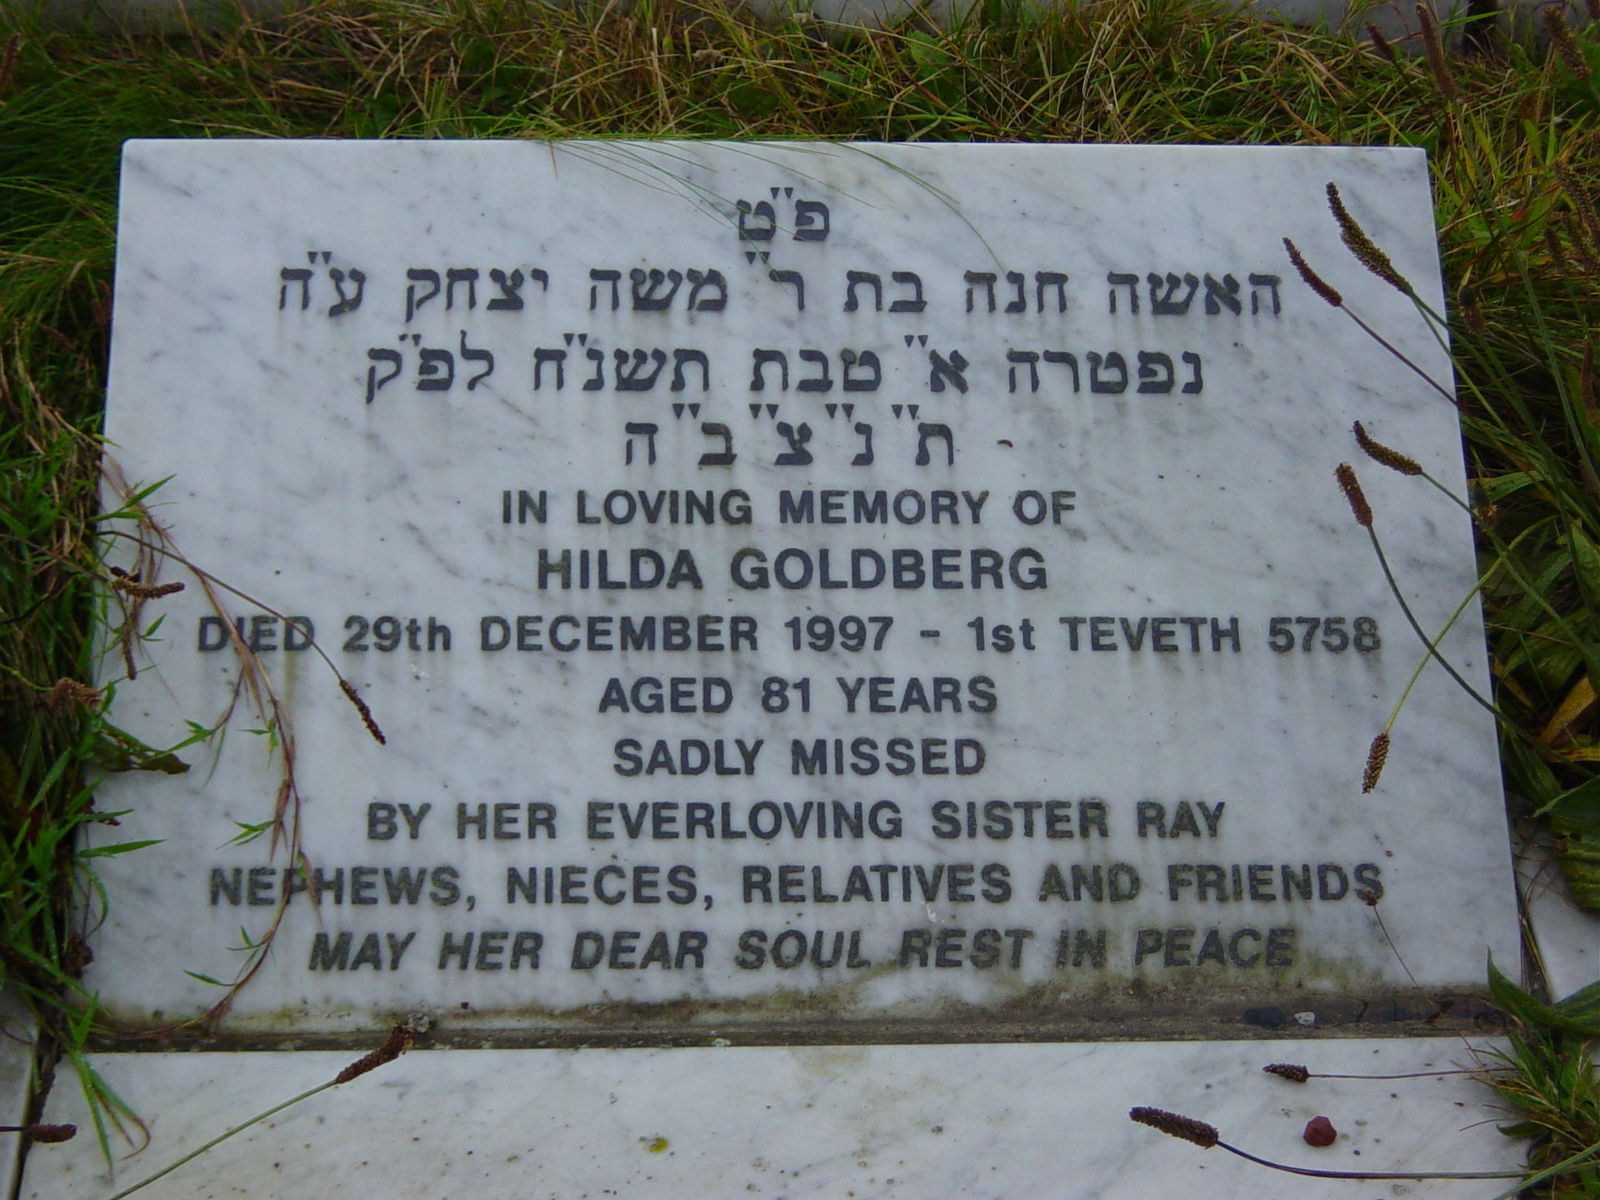 פ"ט
האשה חנה בת ר" משה יצחק ע"ה
נפטרה א" טבת תשנ"ח לפ"ק
ת"נ"צ"ב"ה
IN LOVING MEMORY OF
HILDA GOLDBERG
DIED 29th DECEMBER 1997 - 1st TEVETH 5758
AGED 81 YEARS
SADLY MISSED
BY HER EVERLOVING SISTER RAY
NEPHEWS, NIECES, RELATIVES AND FRIENDS
MAY HER DEAR SOUL REST IN PEACE